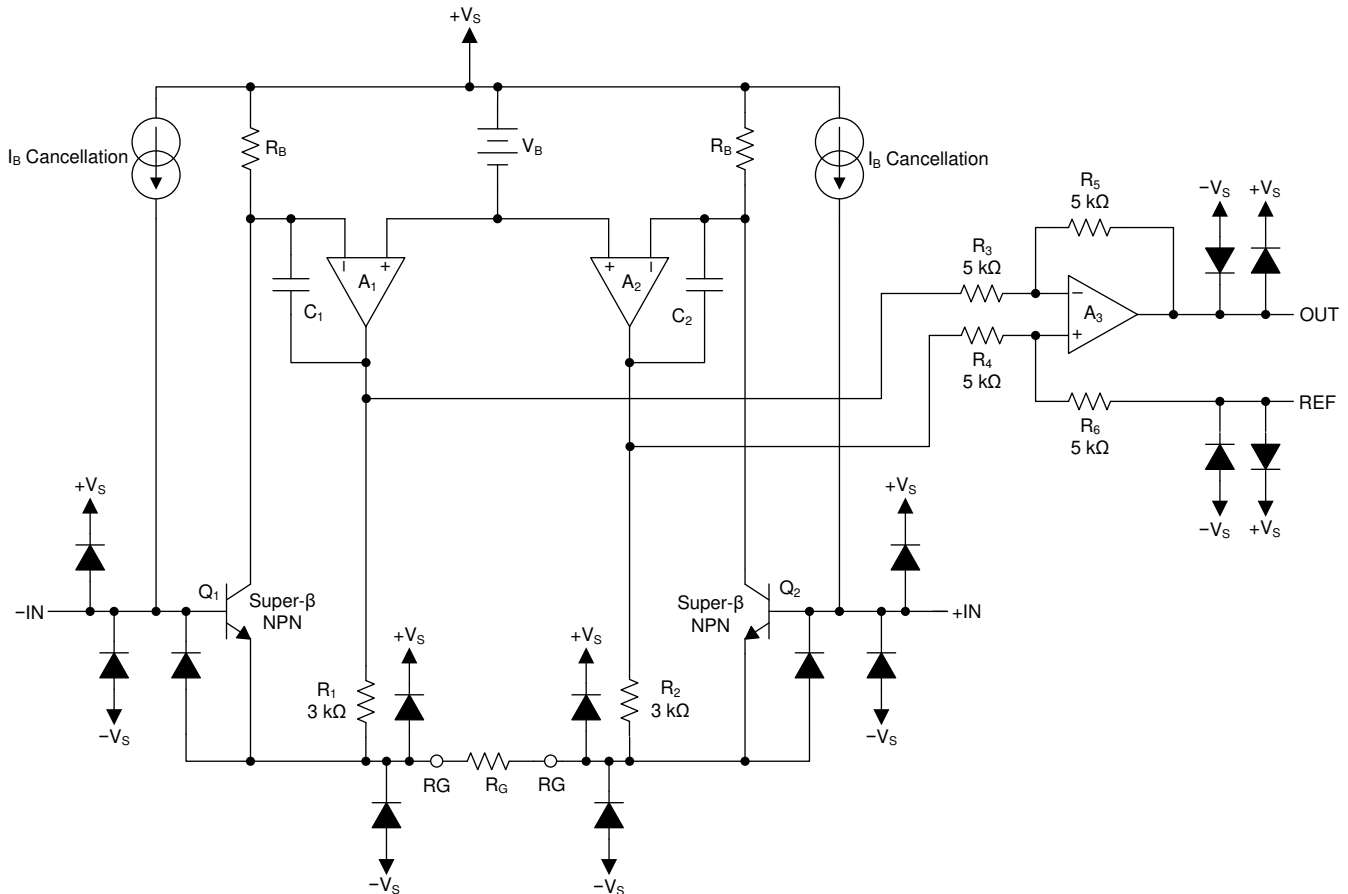 +VS
IB Cancellation
RB
VB
RB
IB Cancellation
R5
5 kΩ
−VS
+VS
R3
5 kΩ
− +
A1
C1
+ −
A2
C2
−
A3
+
OUT
R4
5 kΩ
R6
5 kΩ
REF
−VS
+VS
+VS
+VS
−IN
Q1
Super-β
NPN
Super-β
NPN
Q2
+IN
−VS
R1
3 kΩ
+VS
+VS
R2
3 kΩ
−VS
RG
RG
RG
−VS
−VS